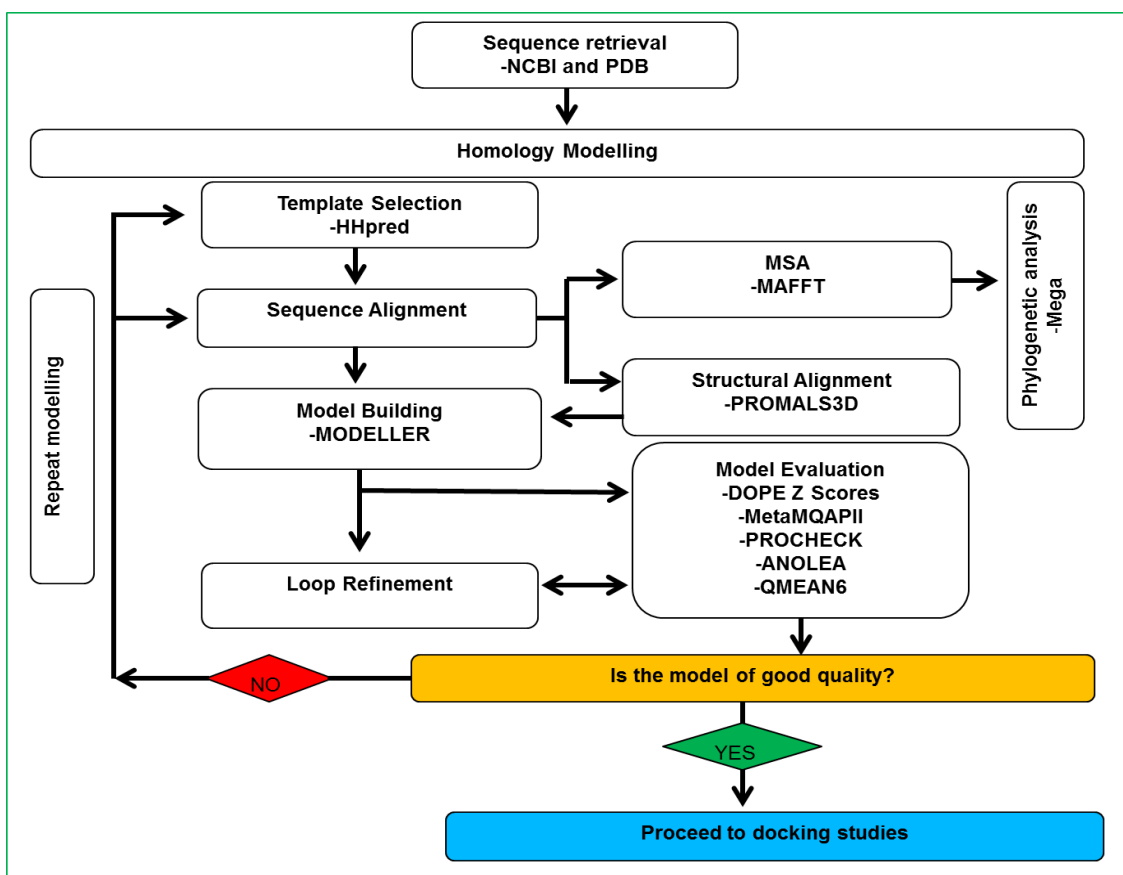 Sequence retrieval
-NCBI and PDB
Homology Modelling
Template Selection
-HHpred
MSA
-MAFFT
Phylogenetic analysis
-Mega
Sequence Alignment
Repeat modelling
Structural Alignment
-PROMALS3D
Model Building
-MODELLER
Model Evaluation
-DOPE Z Scores
-MetaMQAPII
-PROCHECK
-ANOLEA
-QMEAN6
Loop Refinement
Is the model of good quality?
NO
YES
Proceed to docking studies